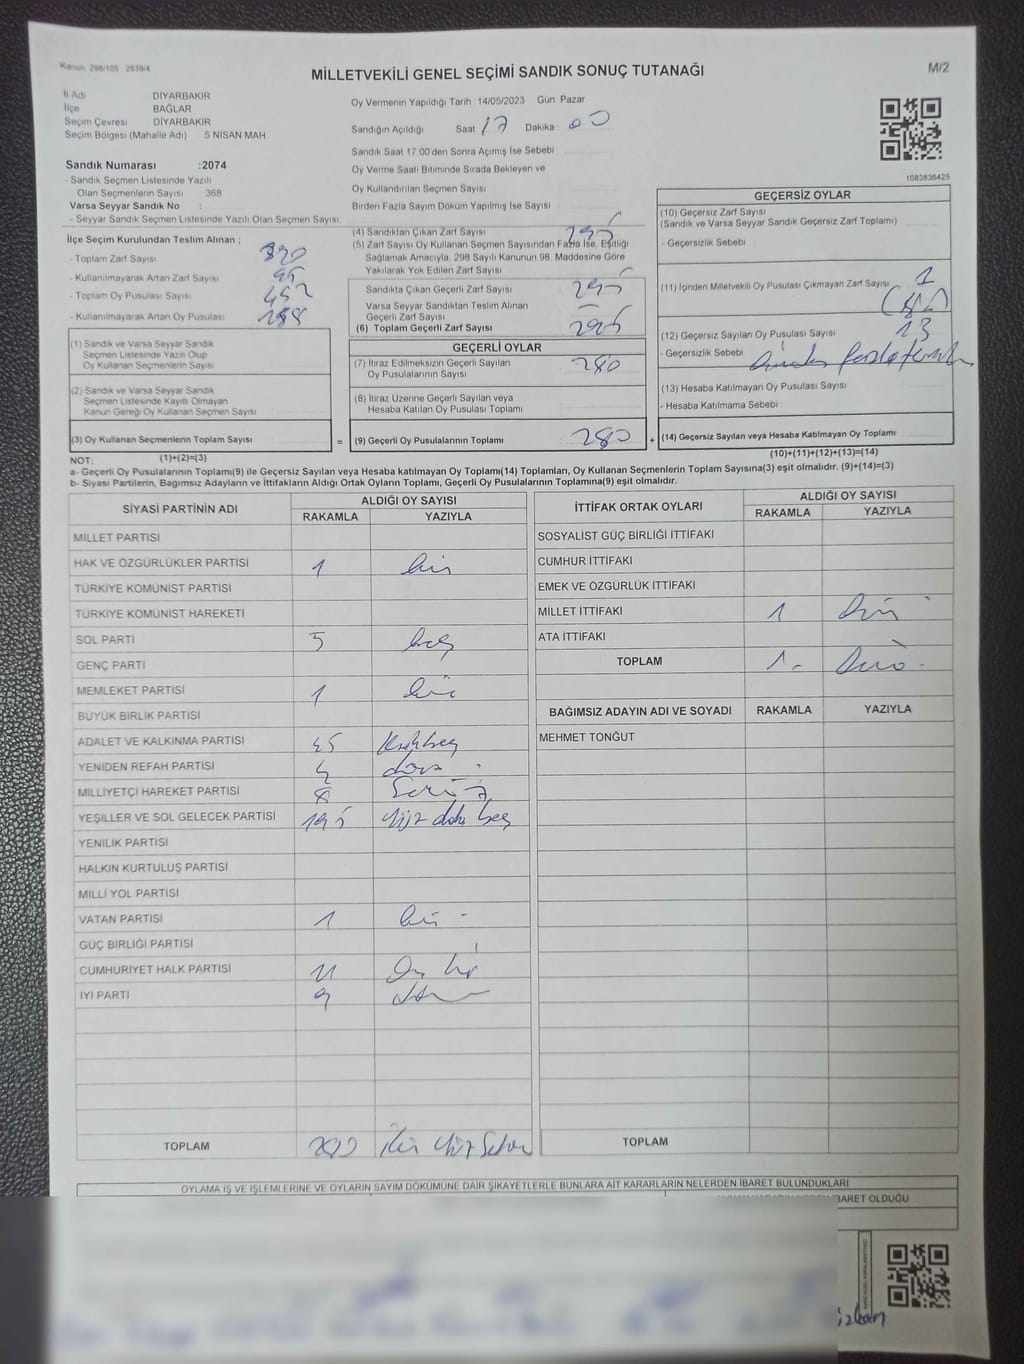 Kanun: 298/105 2839/4
MİLLETVEKİLİ GENEL SEÇİMİ SANDIK SONUÇ TUTANAĞI
M/2
İl Adı DİYARBAKIR
İlçe BAĞLAR
Seçim Çevresi DİYARBAKIR
Seçim Bölgesi (Mahalle Adı) 5 NİSAN MAH
Sandık Numarası :2074
- Sandık Seçmen Listesinde Yazılı
Olan Seçmenlerin Sayısı 368
Varsa Seyyar Sandık No :
- Seyyar Sandık Seçmen Listesinde Yazılı Olan Seçmen Sayısı
Oy Vermenin Yapıldığı Tarih 14/05/2023 Gün: Pazar
Sandığın Açıldığı Saat 17 Dakika 00
Sandık Saat 17:00'den Sonra Açımış İse Sebebi
Oy Verme Saati Bitiminde Sırada Bekleyen ve
Oy Kullandırılan Seçmen Sayısı
Birden Fazla Sayım Döküm Yapılmış İse Sayısı
1083836425
İlçe Seçim Kurulundan Teslim Alınan ;
- Toplam Zarf Sayısı
- Kullanılmayarak Artan Zarf Sayısı
- Toplam Oy Pusulası Sayısı
- Kullanılmayarak Artan Oy Pusulası
(1) Sandık ve Varsa Seyyar Sandık
Seçmen Listesinde Yazılı Olup
Oy Kullanan Seçmenlerin Sayısı
(2) Sandık ve Varsa Seyyar Sandık
Seçmen Listesinde Kayıtlı Olmayan
Kanun Gereği Oy Kullanan Seçmen Sayısı
(3) Oy Kullanan Seçmenlerin Toplam Sayısı
(4) Sandıktan Çıkan Zarf Sayısı 295
(5) Zarf Sayısı Oy Kullanan Seçmen Sayısından Fazla İse, Eşitliği
Sağlamak Amacıyla, 298 Sayılı Kanunun 98. Maddesine Göre
Yakılarak Yok Edilen Zarf Sayısı
Sandıkta Çıkan Geçerli Zarf Sayısı 295
Varsa Seyyar Sandıktan Teslim Alınan
Geçerli Zarf Sayısı —
(6) Toplam Geçerli Zarf Sayısı 295
GEÇERLİ OYLAR
(7) İtiraz Edilmeksizin Geçerli Sayılan
Oy Pusulalarının Sayısı 280
(8) İtiraz Üzerine Geçerli Sayılan veya
Hesaba Katılan Oy Pusulası Toplamı
= (9) Geçerli Oy Pusulalarının Toplamı 280 +
GEÇERSİZ OYLAR
(10) Geçersiz Zarf Sayısı
(Sandık ve Varsa Seyyar Sandık Geçersiz Zarf Toplamı)
- Geçersizlik Sebebi
(11) İçinden Milletvekili Oy Pusulası Çıkmayan Zarf Sayısı 1
(12) Geçersiz Sayılan Oy Pusulası Sayısı 13
- Geçersizlik Sebebi
(13) Hesaba Katılmayan Oy Pusulası Sayısı
- Hesaba Katılmama Sebebi
(14) Geçersiz Sayılan veya Hesaba Katılmayan Oy Toplamı
NOT: (1)+(2)=(3)
(10)+(11)+(12)+(13)=(14)
a- Geçerli Oy Pusulalarının Toplamı(9) ile Geçersiz Sayılan veya Hesaba katılmayan Oy Toplamı(14) Toplamları, Oy Kullanan Seçmenlerin Toplam Sayısına(3) eşit olmalıdır. (9)+(14)=(3)
b- Siyasi Partilerin, Bağımsız Adayların ve İttifakların Aldığı Ortak Oyların Toplamı, Geçerli Oy Pusulalarının Toplamına(9) eşit olmalıdır.
SİYASİ PARTİNİN ADI ALDIĞI OY SAYISI
RAKAMLA YAZIYLA
MİLLET PARTİSİ
HAK VE ÖZGÜRLÜKLER PARTİSİ 1 bir
TÜRKİYE KOMÜNİST PARTİSİ
TÜRKİYE KOMÜNİST HAREKETİ
SOL PARTİ 5 beş
GENÇ PARTİ
MEMLEKET PARTİSİ 1 bir
BÜYÜK BİRLİK PARTİSİ
ADALET VE KALKINMA PARTİSİ 45 kırkbeş
YENİDEN REFAH PARTİSİ 4 dört
MİLLİYETÇİ HAREKET PARTİSİ 8 Sekiz
YEŞİLLER VE SOL GELECEK PARTİSİ 195 Yüz doksan beş
YENİLİK PARTİSİ
HALKIN KURTULUŞ PARTİSİ
MİLLİ YOL PARTİSİ
VATAN PARTİSİ 1 bir
GÜÇ BİRLİĞİ PARTİSİ
CUMHURİYET HALK PARTİSİ 11 On bir
İYİ PARTİ 9
TOPLAM 280 iki yüz Seksen
İTTİFAK ORTAK OYLARI ALDIĞI OY SAYISI
RAKAMLA YAZIYLA
SOSYALİST GÜÇ BİRLİĞİ İTTİFAKI
CUMHUR İTTİFAKI
EMEK VE ÖZGÜRLÜK İTTİFAKI
MİLLET İTTİFAKI 1 bir
ATA İTTİFAKI
TOPLAM 1 bir
BAĞIMSIZ ADAYIN ADI VE SOYADI RAKAMLA YAZIYLA
MEHMET TONĞUT
TOPLAM
OYLAMA İŞ VE İŞLEMLERİNE VE OYLARIN SAYIM DÖKÜMÜNE DAİR ŞİKAYETLERLE BUNLARA AİT KARARLARIN NELERDEN İBARET BULUNDUKLARI
İBARET OLDUĞU